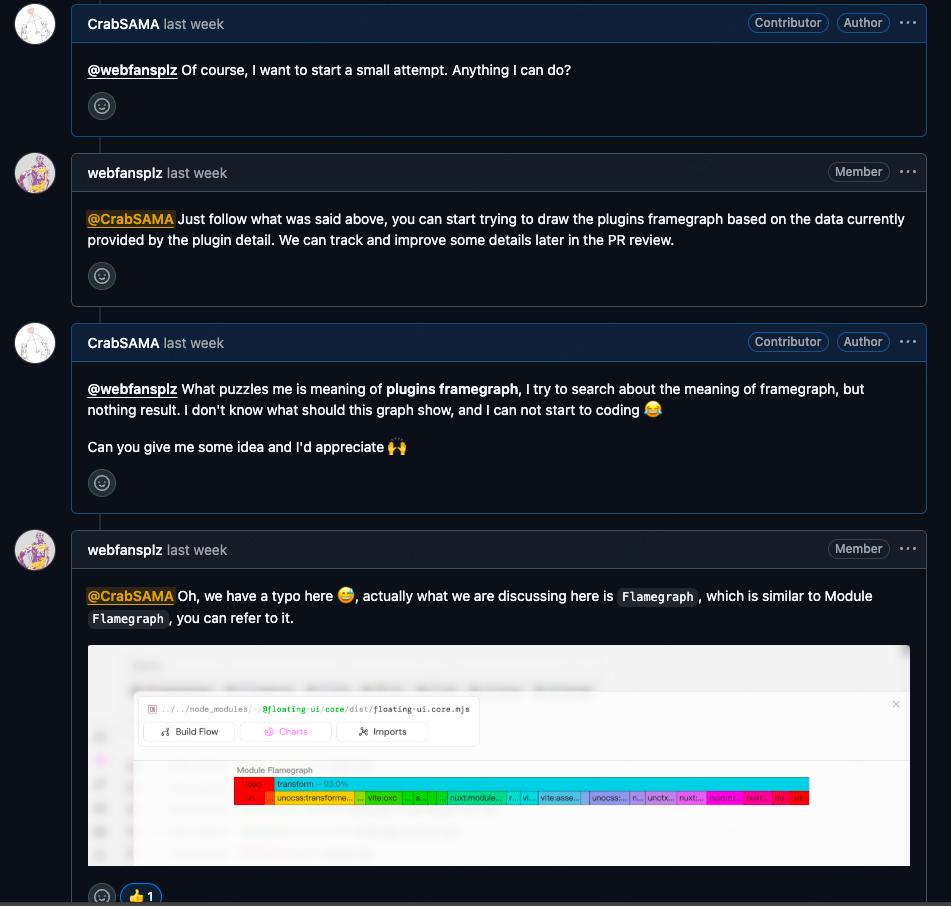 CrabSAMA last week
Contributor
Author
@webfansplz Of course, I want to start a small attempt. Anything I can do?
webfansplz last week
Member
@CrabSAMA Just follow what was said above, you can start trying to draw the plugins framegraph based on the data currently
provided by the plugin detail. We can track and improve some details later in the PR review.
CrabSAMA last week
Contributor
Author
@webfansplz What puzzles me is meaning of plugins framegraph, I try to search about the meaning of framegraph, but
nothing result. I don't know what should this graph show, and I can not start to coding 😂
Can you give me some idea and I'd appreciate 🙌
webfansplz last week
Member
@CrabSAMA Oh, we have a typo here 😅, actually what we are discussing here is Flamegraph, which is similar to Module
Flamegraph, you can refer to it.
../../node_modules/~/@floating-ui/core/dist/floating-ui.core.mjs
Build Flow
Charts
Imports
Module Flamegraph
load transform ~ 93.0%
un... ... unocss:transforme... ... vite:oxc ... s... ... nuxt:module... r... vi... vite:asse... unocss:... n... unctx... nuxt:... nuxt:ru... nuxt:... nu... vit...
👍 1